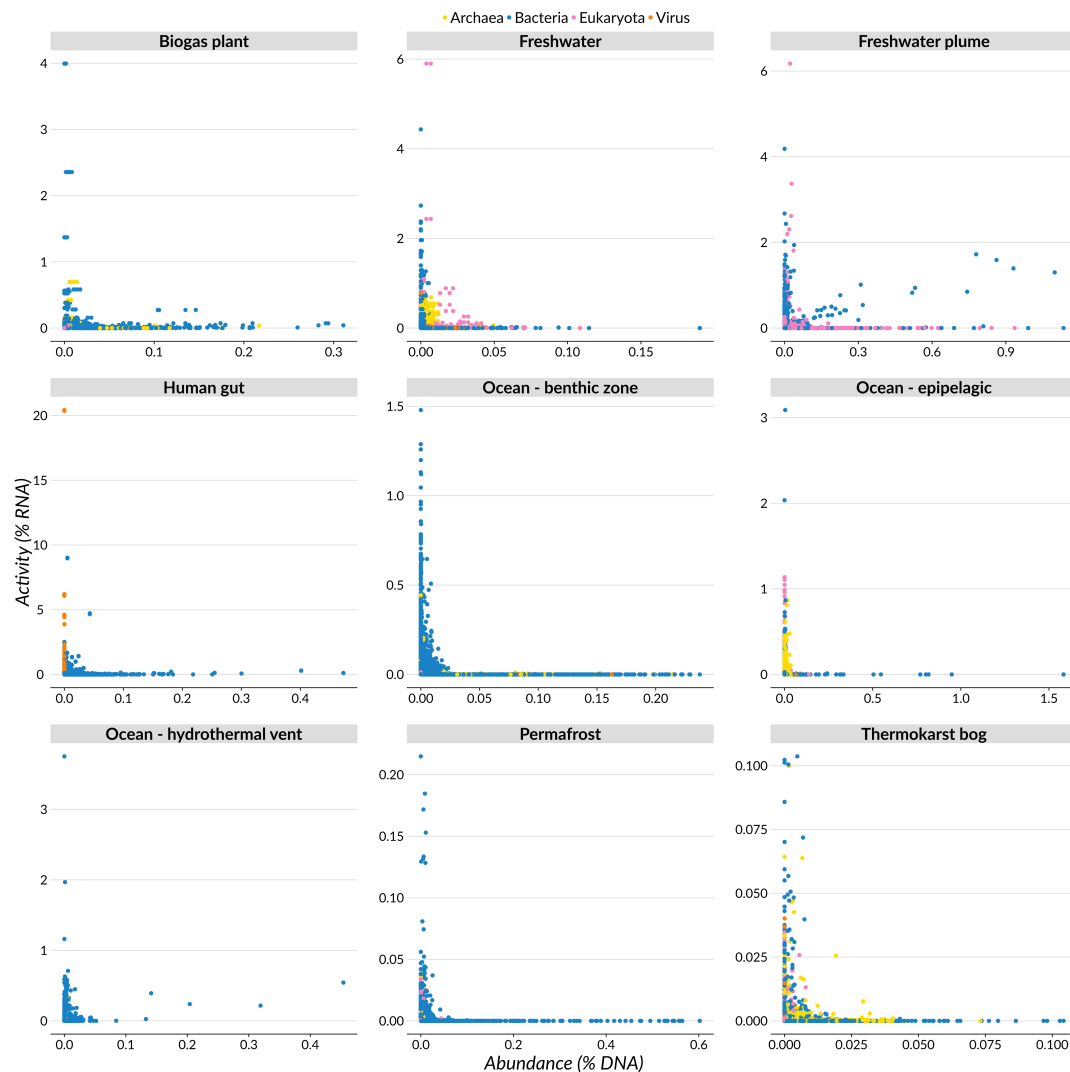 Archaea Bacteria Eukaryota Virus
Biogas plant
4
3
2
1
0
0.0 0.1 0.2 0.3
Freshwater
6
4
2
0
0.00 0.05 0.10 0.15
Freshwater plume
6
4
2
0
0.0 0.3 0.6 0.9
Human gut
20
15
10
5
0
0.0 0.1 0.2 0.3 0.4
Ocean - benthic zone
1.5
1.0
0.5
0.0
0.00 0.05 0.10 0.15 0.20
Ocean - epipelagic
3
2
1
0
0.0 0.5 1.0 1.5
Ocean - hydrothermal vent
3
2
1
0
0.0 0.1 0.2 0.3 0.4
Permafrost
0.20
0.15
0.10
0.05
0.00
0.0 0.2 0.4 0.6
Thermokarst bog
0.100
0.075
0.050
0.025
0.000
0.000 0.025 0.050 0.075 0.100
Activity (% RNA)
Abundance (% DNA)